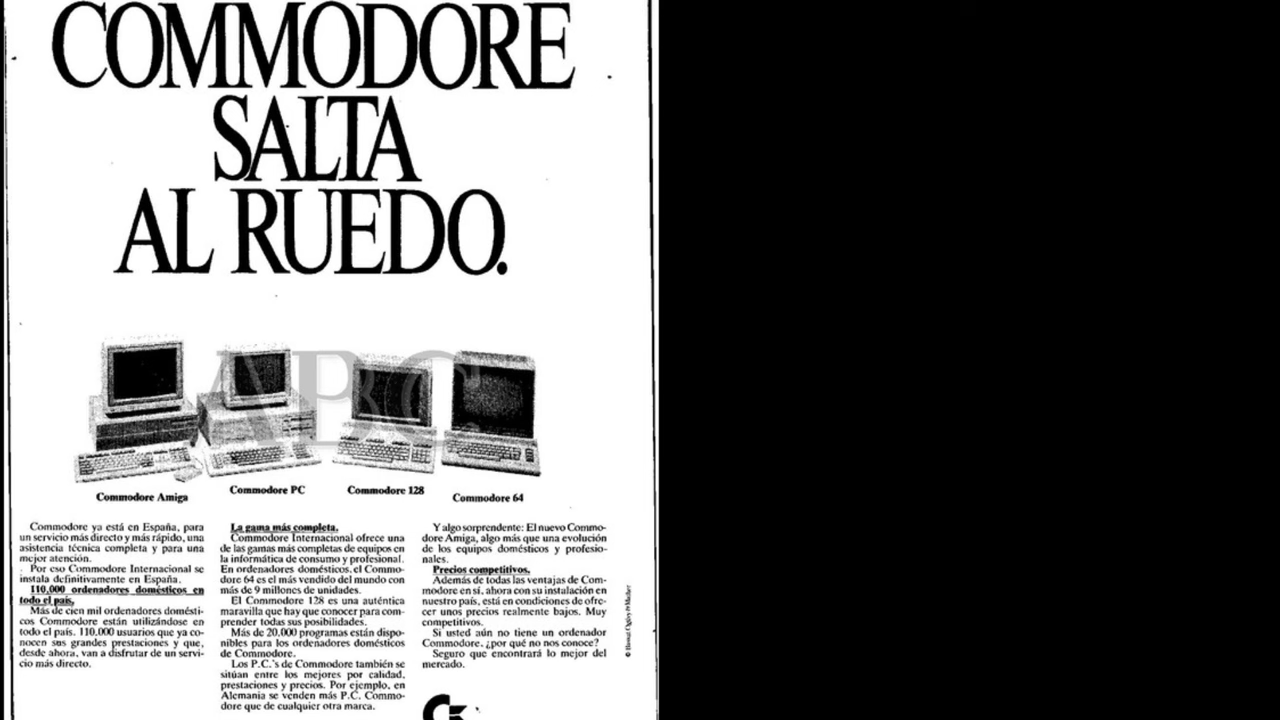 COMMODORE
SALTA
AL RUEDO.
ABC
Commodore Amiga
Commodore PC
Commodore 128
Commodore 64
Commodore ya está en España, para
un servicio más directo y más rápido, una
asistencia técnica completa y para una
mejor atención.
Por eso Commodore Internacional se
instala definitivamente en España.
110.000 ordenadores domésticos en
todo el país.
Más de cien mil ordenadores domésti-
cos Commodore están utilizándose en
todo el país. 110.000 usuarios que ya co-
nocen sus grandes prestaciones y que,
desde ahora, van a disfrutar de un servi-
cio más directo.
La gama más completa.
Commodore Internacional ofrece una
de las gamas más completas de equipos en
la informática de consumo y profesional.
En ordenadores domésticos, el Commo-
dore 64 es el más vendido del mundo con
más de 9 millones de unidades.
El Commodore 128 es una auténtica
maravilla que hay que conocer para com-
prender todas sus posibilidades.
Más de 20.000 programas están dispo-
nibles para los ordenadores domésticos
de Commodore.
Los P.C.'s de Commodore también se
sitúan entre los mejores por calidad,
prestaciones y precios. Por ejemplo, en
Alemania se venden más P.C. Commo-
dore que de cualquier otra marca.
Y algo sorprendente: El nuevo Commo-
dore Amiga, algo más que una evolución
de los equipos domésticos y profesio-
nales.
Precios competitivos.
Además de todas las ventajas de Com-
modore en sí, ahora con su instalación en
nuestro país, está en condiciones de ofre-
cer unos precios realmente bajos. Muy
competitivos.
Si usted aún no tiene un ordenador
Commodore, ¿por qué no nos conoce?
Seguro que encontrará lo mejor del
mercado.
Ogilvy & Mather